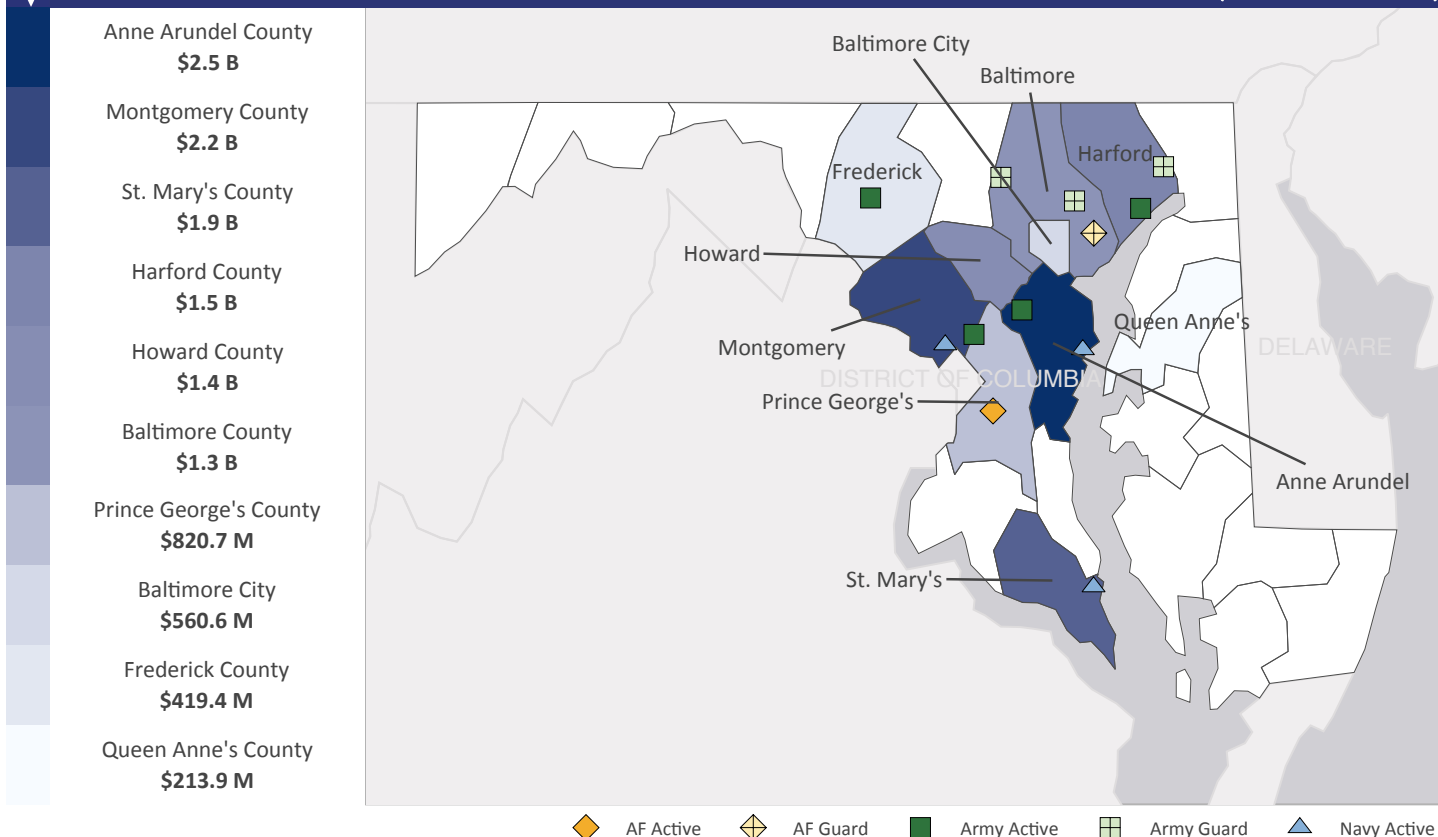 Anne Arundel County
$2.5 B
Montgomery County
$2.2 B
St. Mary's County
$1.9 B
Harford County
$1.5 B
Howard County
$1.4 B
Baltimore County
$1.3 B
Prince George's County
$820.7 M
Baltimore City
$560.6 M
Frederick County
$419.4 M
Queen Anne's County
$213.9 M
Baltimore City
Baltimore
Harford
Frederick
Howard
Queen Anne's
Montgomery
DELAWARE
DISTRICT OF COLUMBIA
Prince George's
Anne Arundel
St. Mary's
AF Active
AF Guard
Army Active
Army Guard
Navy Active